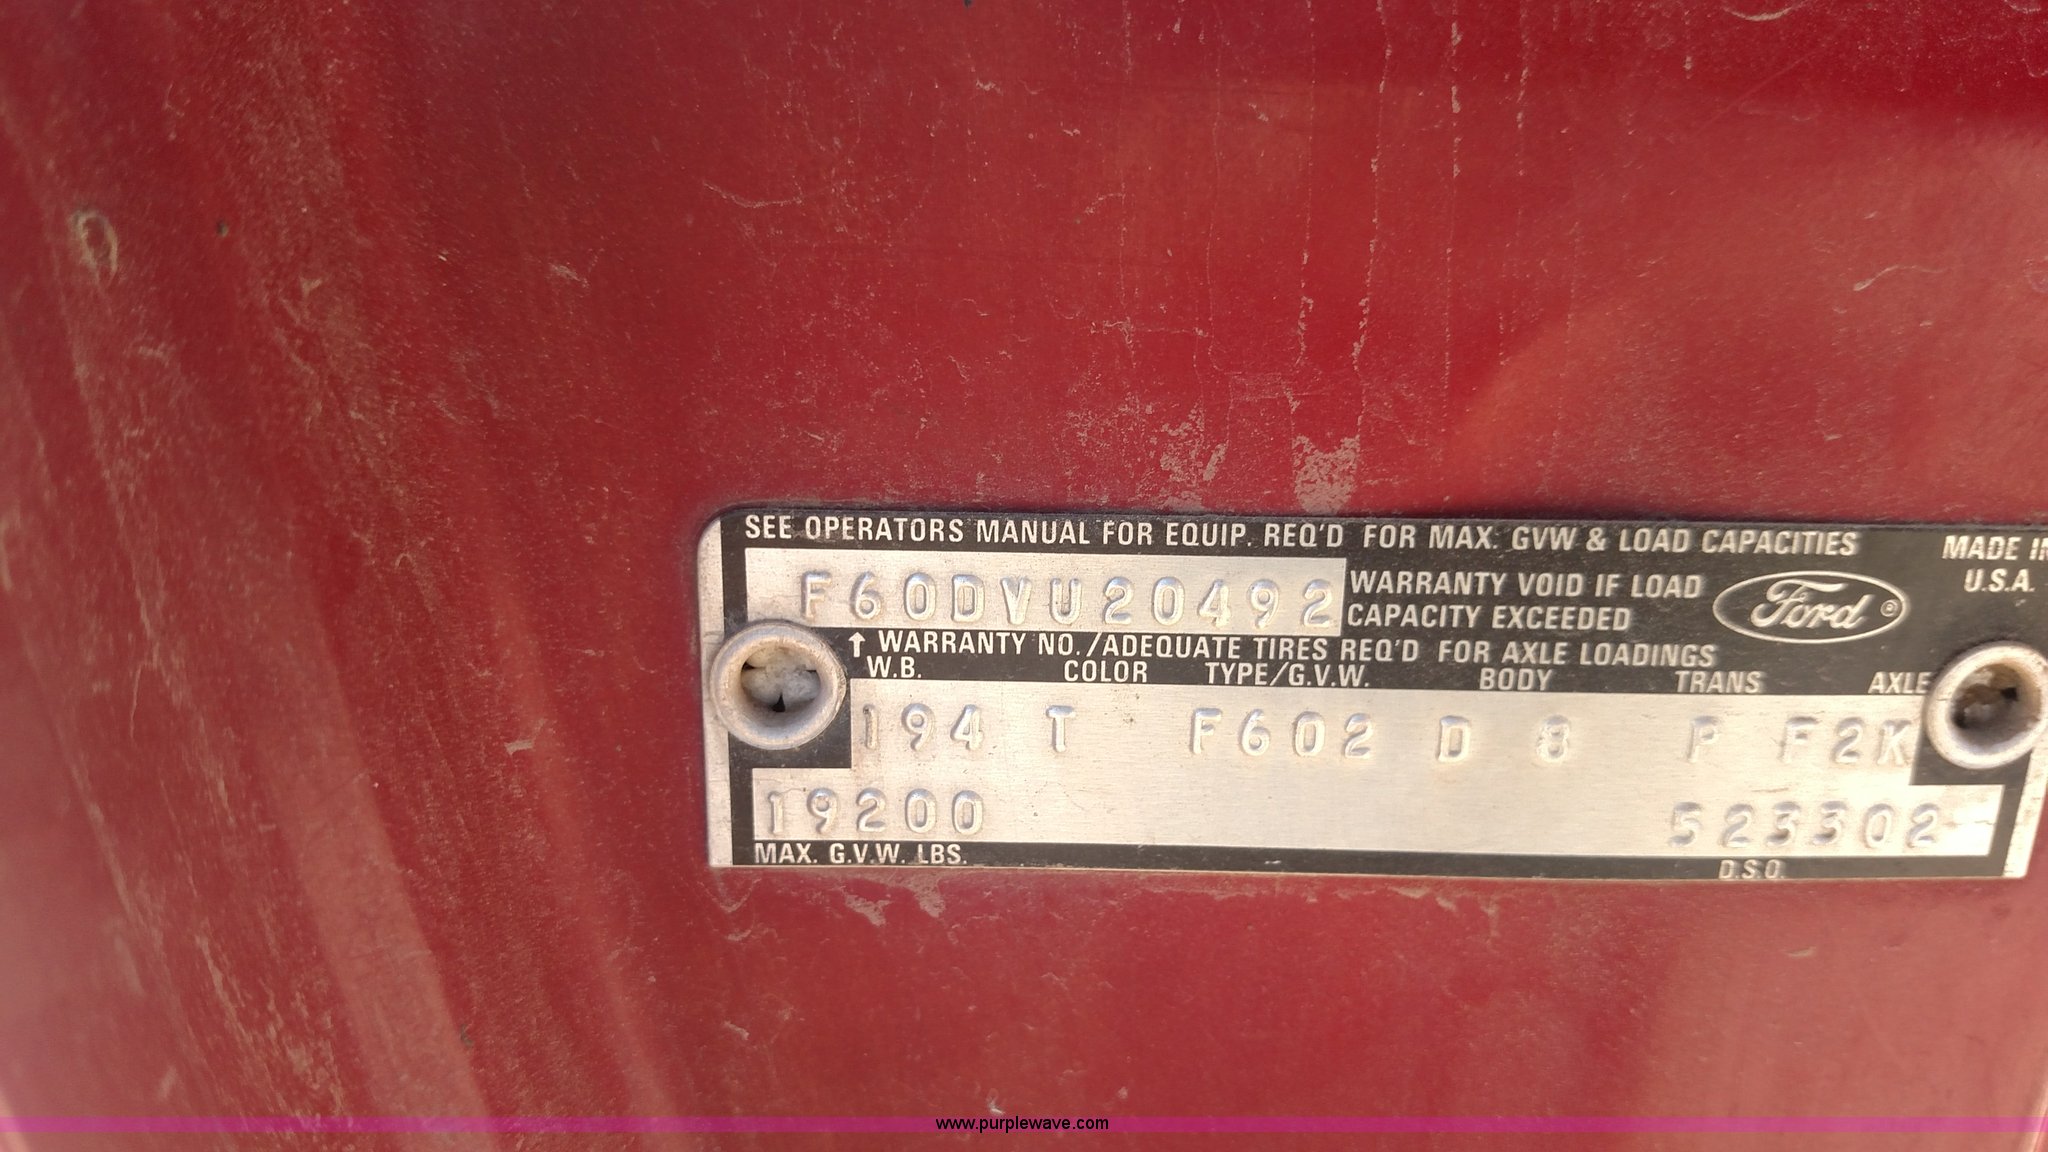 SEE OPERATORS MANUAL FOR EQUIP. REQ'D FOR MAX. GVW & LOAD CAPACITIES
MADE IN
U.S.A.
F60DVU20492
WARRANTY VOID IF LOAD
CAPACITY EXCEEDED
Ford ®
↑ WARRANTY NO./ADEQUATE TIRES REQ'D FOR AXLE LOADINGS
W.B. COLOR TYPE/G.V.W. BODY TRANS AXLE
194 T F602 D 8 P F2K
19200 523302
MAX. G.V.W. LBS. D.S.O.
www.purplewave.com